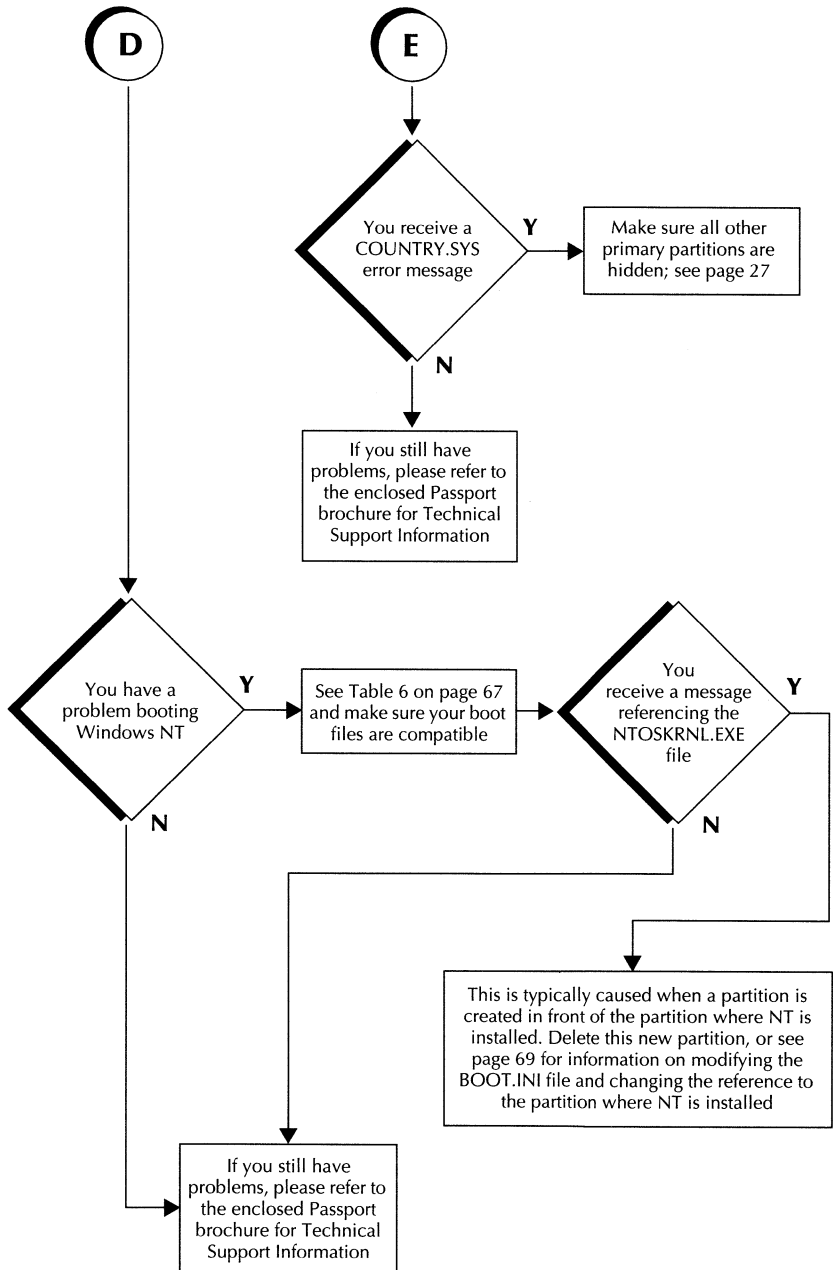 D
E
You receive a
COUNTRY.SYS
error message
Y
Make sure all other
primary partitions are
hidden; see page 27
N
If you still have
problems, please refer to
the enclosed Passport
brochure for Technical
Support Information
You have a
problem booting
Windows NT
Y
See Table 6 on page 67
and make sure your boot
files are compatible
You
receive a message
referencing the
NTOSKRNL.EXE
file
Y
N
N
This is typically caused when a partition is
created in front of the partition where NT is
installed. Delete this new partition, or see
page 69 for information on modifying the
BOOT.INI file and changing the reference to
the partition where NT is installed
If you still have
problems, please refer to
the enclosed Passport
brochure for Technical
Support Information